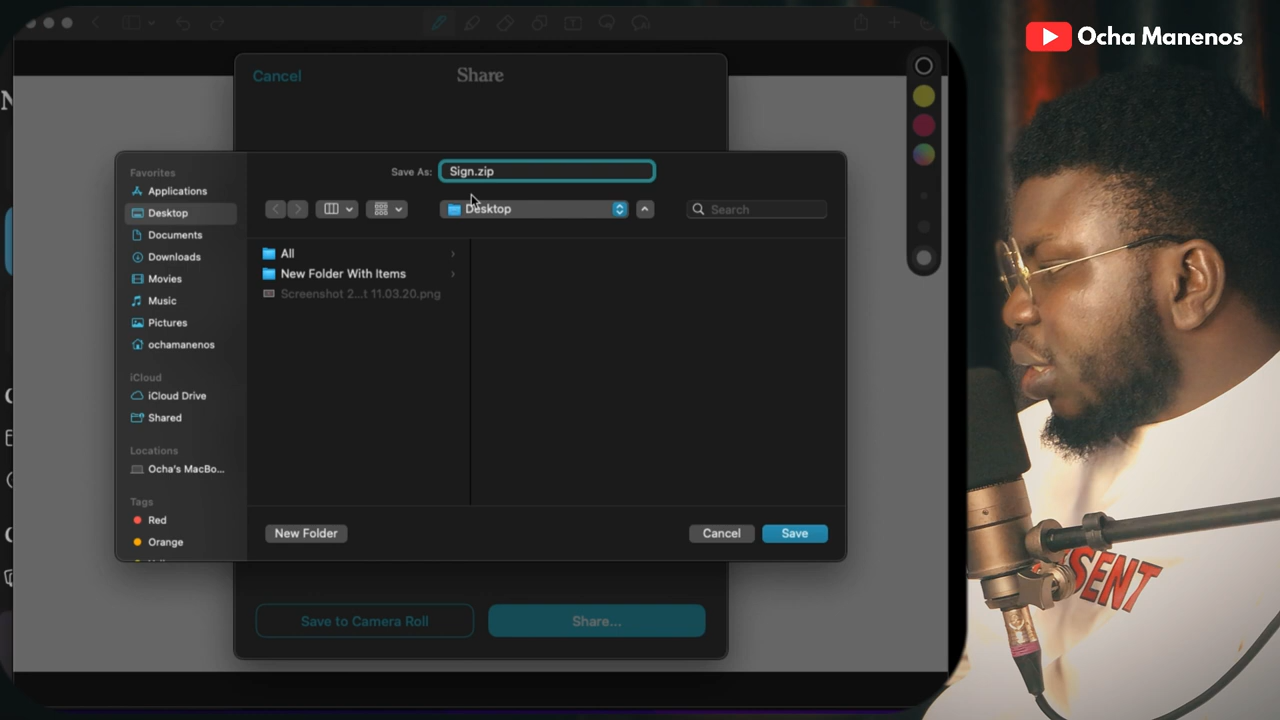 Ocha Manenos
Cancel
Share
Favorites
Applications
Desktop
Documents
Downloads
Movies
Music
Pictures
ochamanenos
iCloud
iCloud Drive
Shared
Locations
Ocha's MacBo...
Tags
Red
Orange
Save As: Sign.zip
Desktop
Search
All
New Folder With Items
Screenshot 2...t 11.03.20.png
New Folder
Cancel
Save
Save to Camera Roll
Share...
SENT